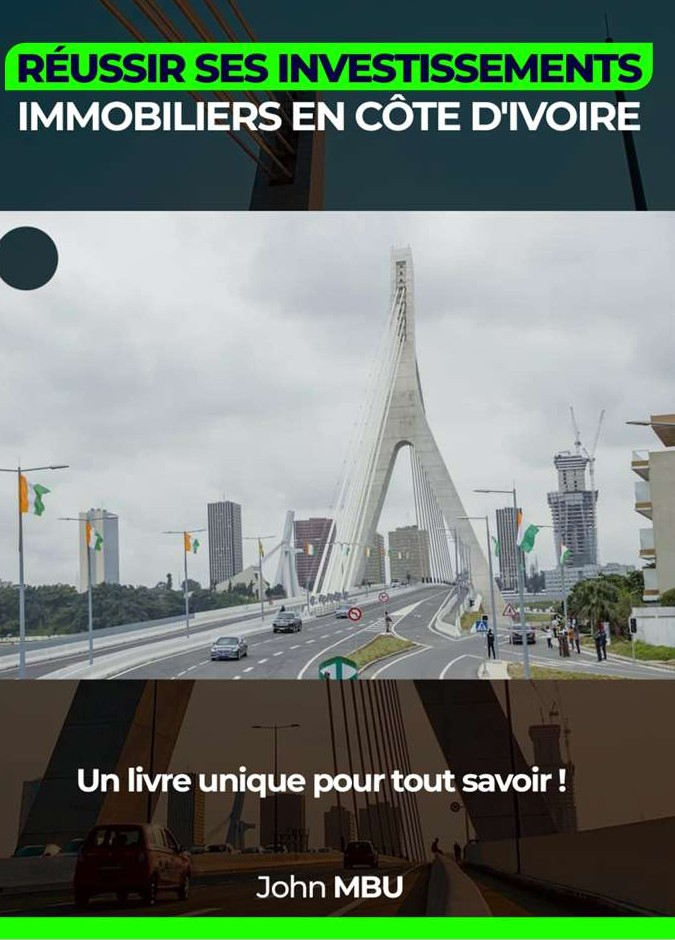 RÉUSSIR SES INVESTISSEMENTS
IMMOBILIERS EN CÔTE D'IVOIRE
Un livre unique pour tout savoir !
John MBU